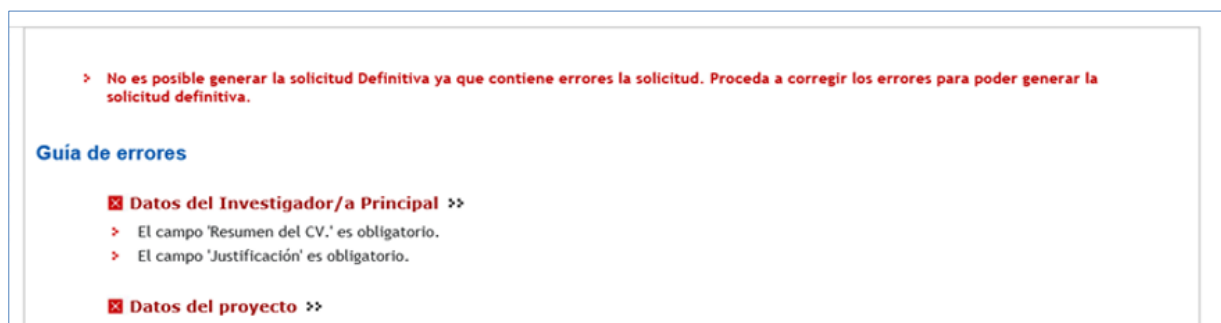 No es posible generar la solicitud Definitiva ya que contiene errores la solicitud. Proceda a corregir los errores para poder generar la
solicitud definitiva.
Guía de errores
Datos del Investigador/a Principal >>
El campo 'Resumen del CV.' es obligatorio.
El campo 'Justificación' es obligatorio.
Datos del proyecto >>